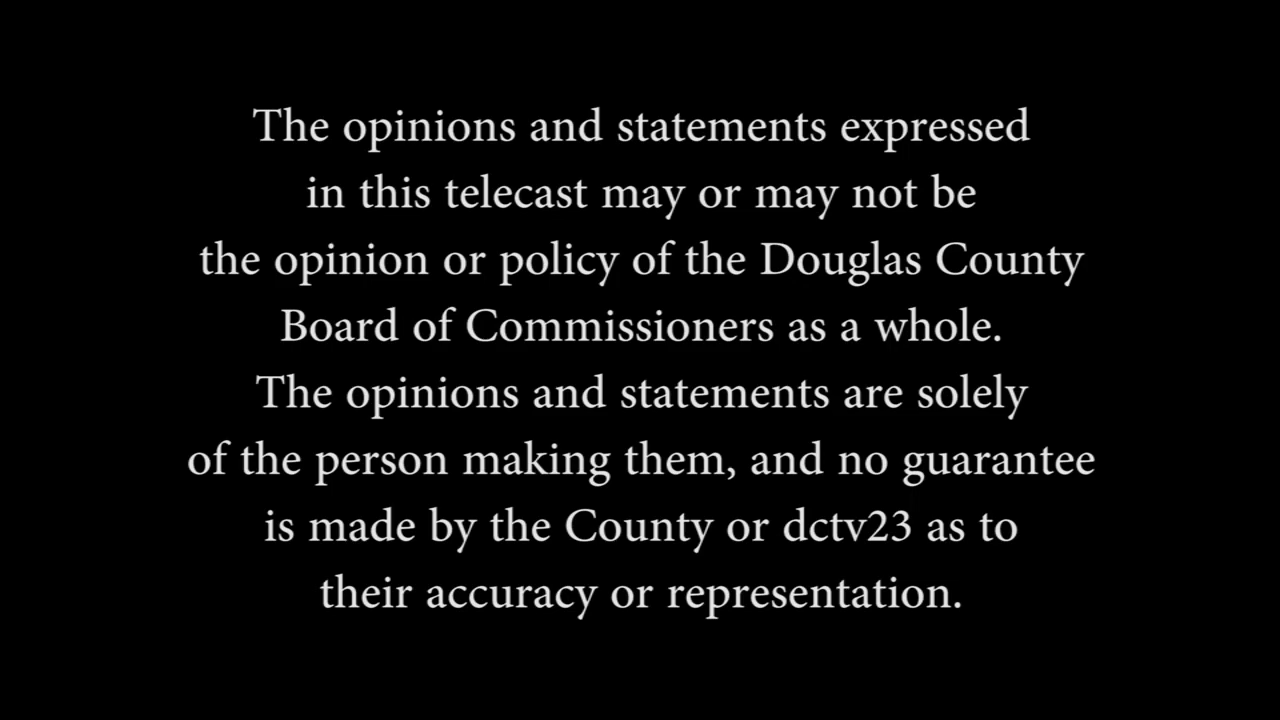 The opinions and statements expressed
in this telecast may or may not be
the opinion or policy of the Douglas County
Board of Commissioners as a whole.
The opinions and statements are solely
of the person making them, and no guarantee
is made by the County or dctv23 as to
their accuracy or representation.